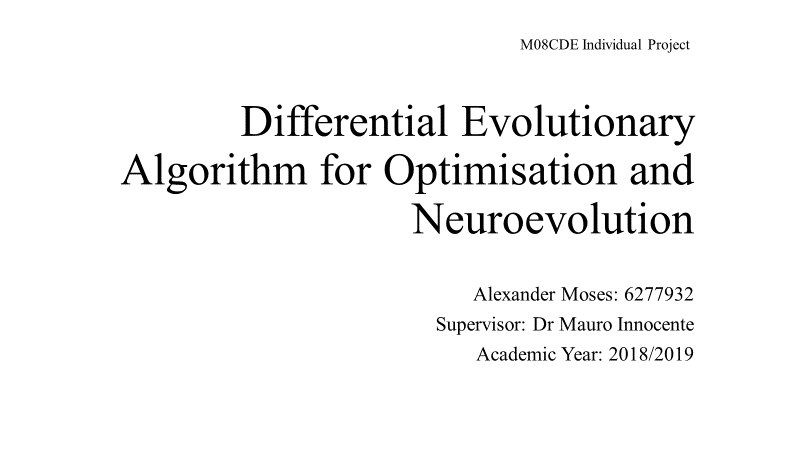 M08CDE Individual Project
Differential Evolutionary
Algorithm for Optimisation and
Neuroevolution
Alexander Moses: 6277932
Supervisor: Dr Mauro Innocente
Academic Year: 2018/2019